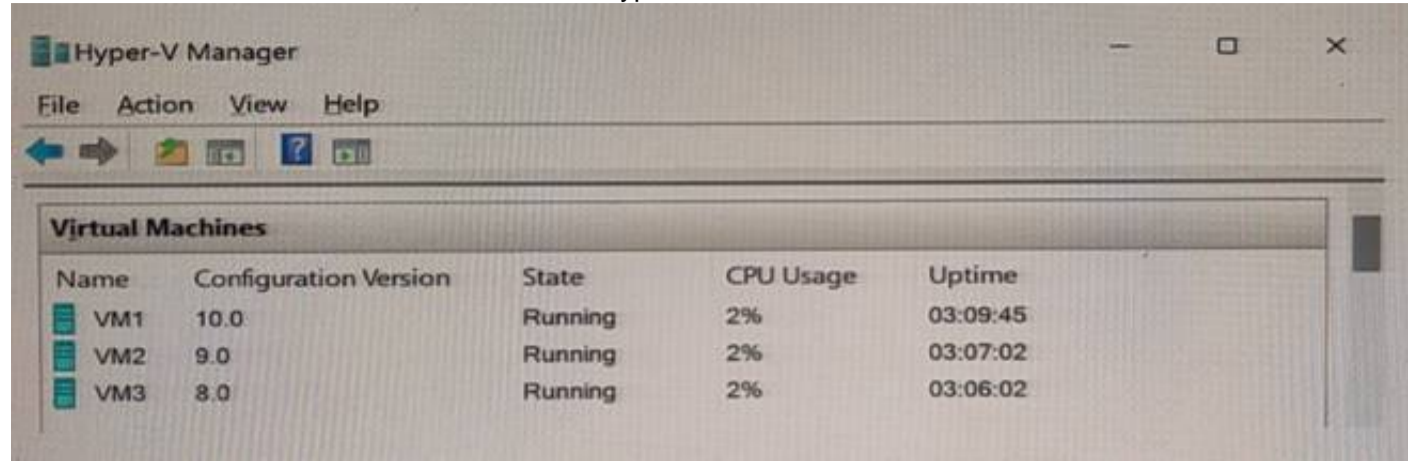 Hyper-V Manager
File Action View Help
Virtual Machines
Name Configuration Version State CPU Usage Uptime
VM1 10.0 Running 2% 03:09:45
VM2 9.0 Running 2% 03:07:02
VM3 8.0 Running 2% 03:06:02